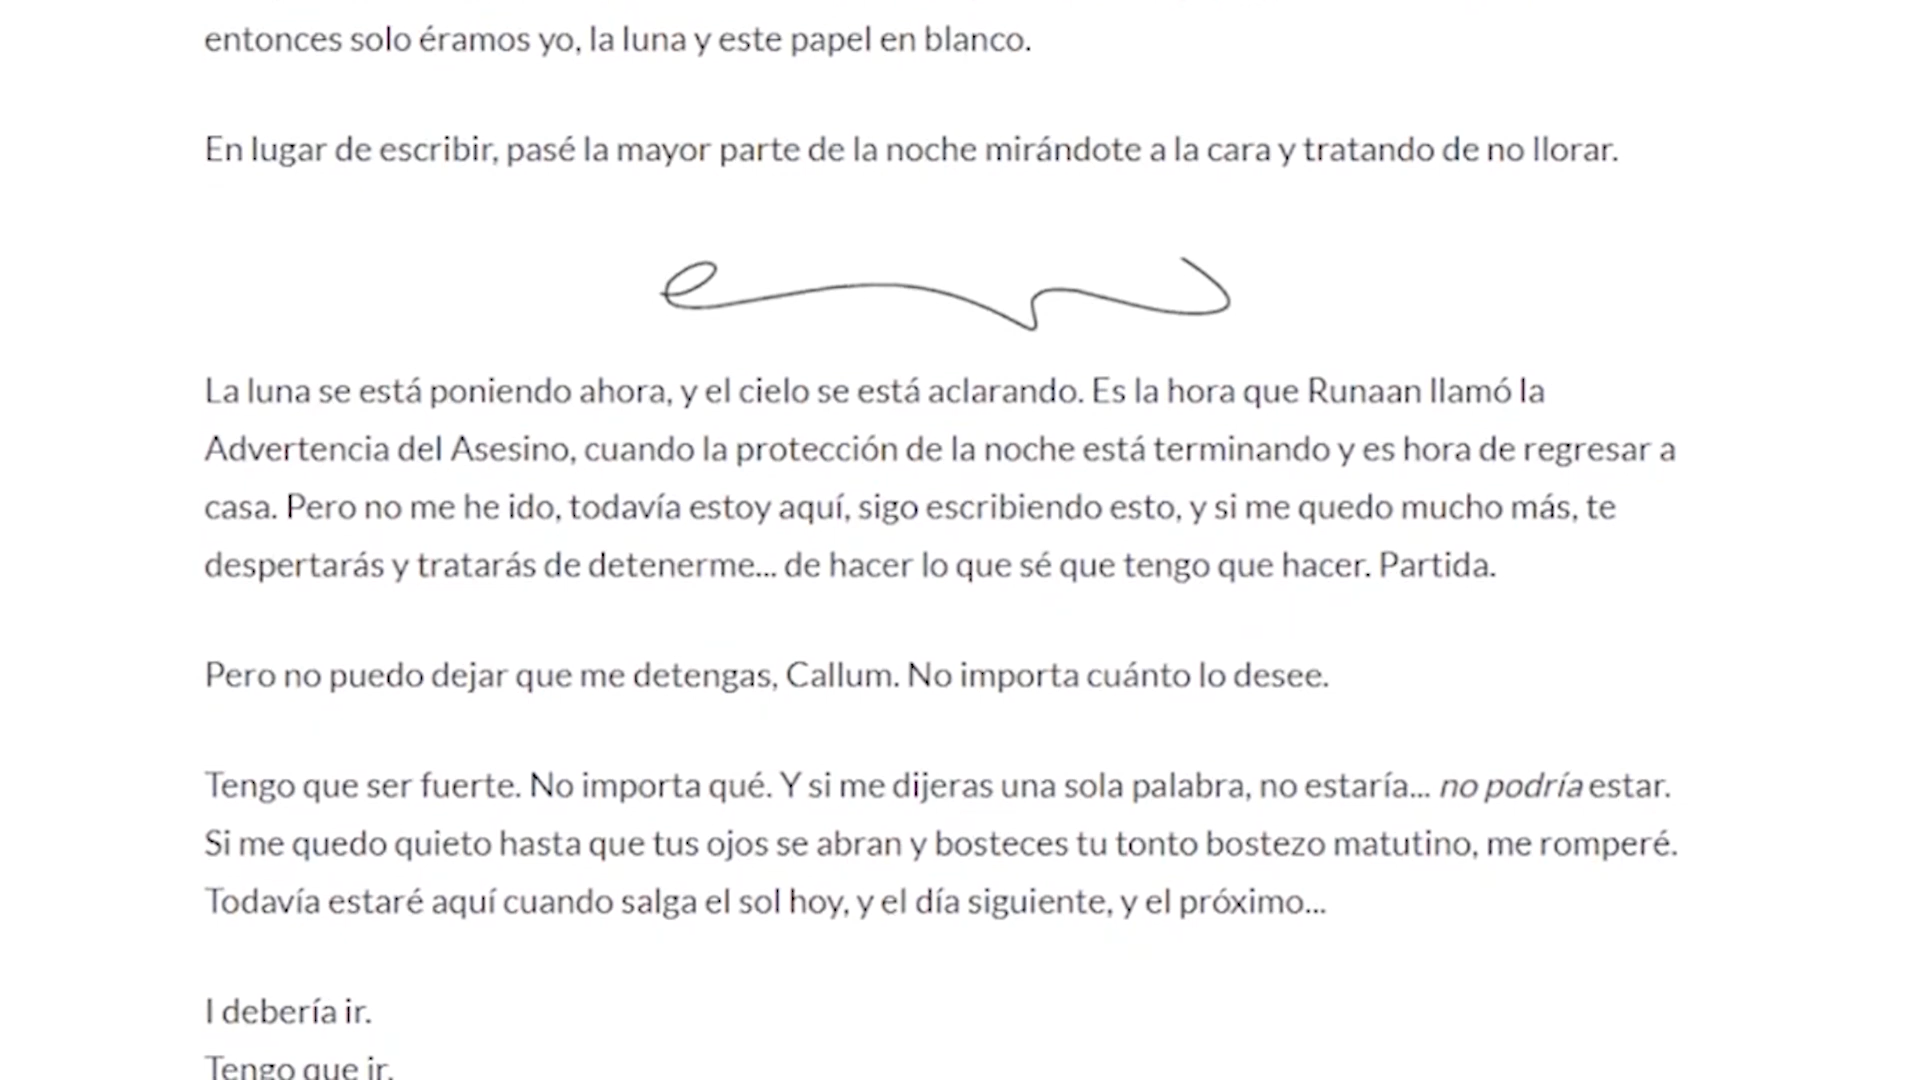 entonces solo éramos yo, la luna y este papel en blanco.
En lugar de escribir, pasé la mayor parte de la noche mirándote a la cara y tratando de no llorar.
La luna se está poniendo ahora, y el cielo se está aclarando. Es la hora que Runaan llamó la
Advertencia del Asesino, cuando la protección de la noche está terminando y es hora de regresar a
casa. Pero no me he ido, todavía estoy aquí, sigo escribiendo esto, y si me quedo mucho más, te
despertarás y tratarás de detenerme... de hacer lo que sé que tengo que hacer. Partida.
Pero no puedo dejar que me detengas, Callum. No importa cuánto lo desee.
Tengo que ser fuerte. No importa qué. Y si me dijeras una sola palabra, no estaría... no podría estar.
Si me quedo quieto hasta que tus ojos se abran y bosteces tu tonto bostezo matutino, me romperé.
Todavía estaré aquí cuando salga el sol hoy, y el día siguiente, y el próximo...
I debería ir.
Tengo que ir.